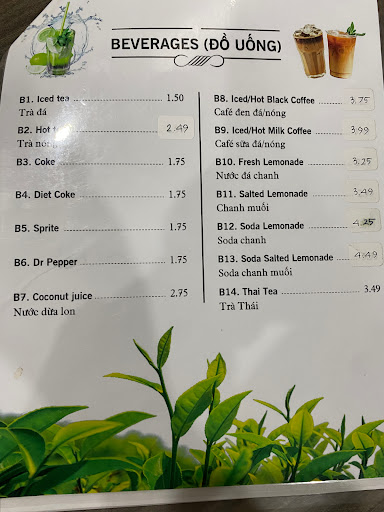 BEVERAGES (ĐỒ UỐNG)
B1. Iced tea 1.50
Trà đá
B2. Hot 2.49
Trà nón
B3. Coke 1.75
B4. Diet Coke 1.75
B5. Sprite 1.75
B6. Dr Pepper 1.75
B7. Coconut juice 2.75
Nước dừa lon
B8. Iced/Hot Black Coffee 3.75
Café đen đá/nóng
B9. Iced/Hot Milk Coffee 3.99
Café sữa đá/nóng
B10. Fresh Lemonade 3.25
Nước đá chanh
B11. Salted Lemonade 3.49
Chanh muối
B12. Soda Lemonade 4.25
Soda chanh
B13. Soda Salted Lemonade 4.49
Soda chanh muối
B14. Thai Tea 3.49
Trà Thái